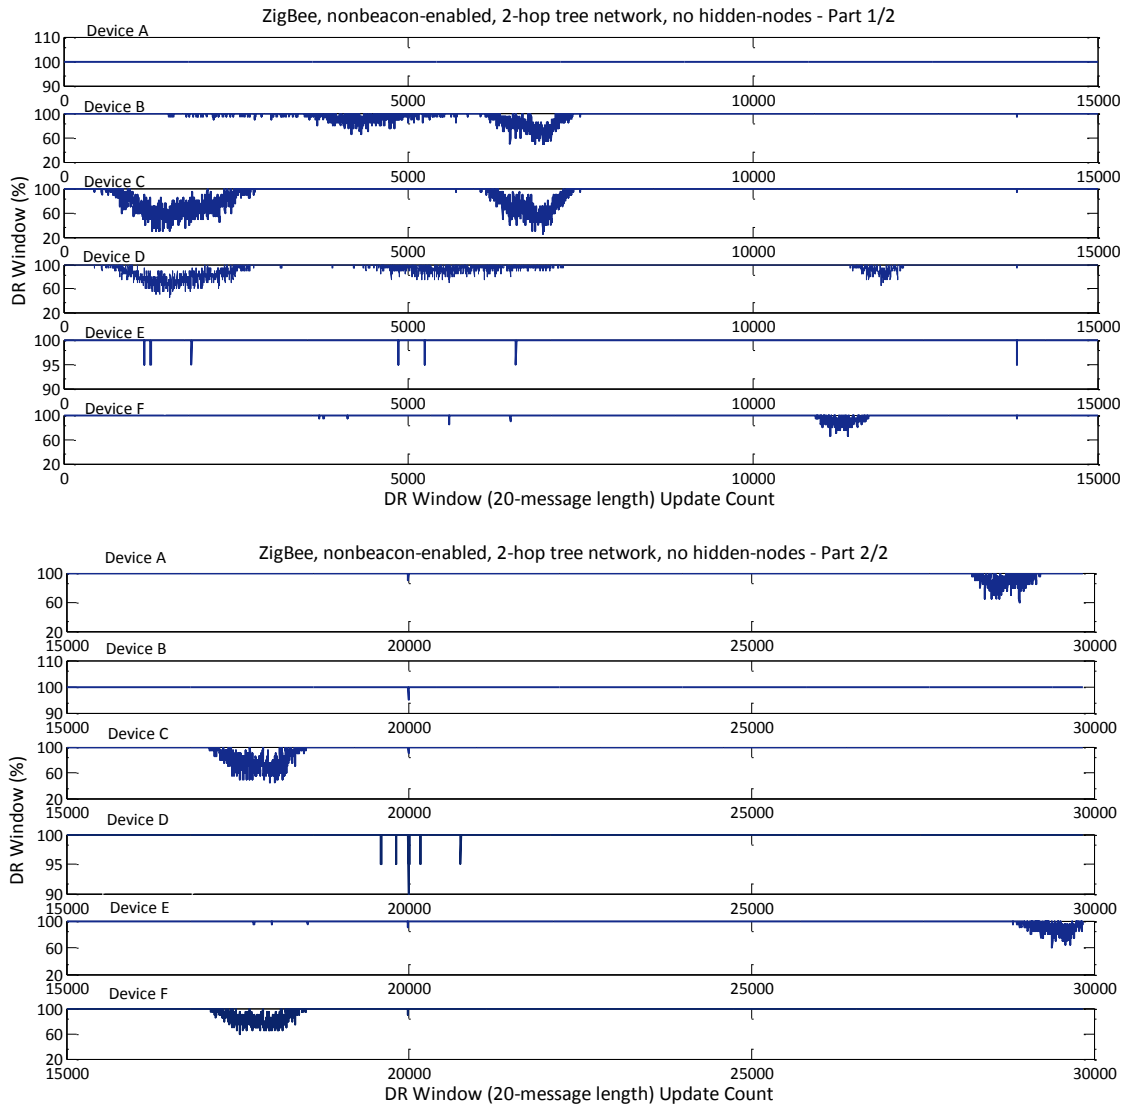 ZigBee, nonbeacon-enabled, 2-hop tree network, no hidden-nodes - Part 1/2
DR Window (%)
Device A
110
100
90
0 5000 10000 15000
Device B
100
60
20
0 5000 10000 15000
Device C
100
60
20
0 5000 10000 15000
Device D
100
60
20
0 5000 10000 15000
Device E
100
95
90
0 5000 10000 15000
Device F
100
60
20
0 5000 10000 15000
DR Window (20-message length) Update Count
ZigBee, nonbeacon-enabled, 2-hop tree network, no hidden-nodes - Part 2/2
DR Window (%)
Device A
100
60
20
15000 20000 25000 30000
Device B
110
100
90
15000 20000 25000 30000
Device C
100
60
20
15000 20000 25000 30000
Device D
100
95
90
15000 20000 25000 30000
Device E
100
60
20
15000 20000 25000 30000
Device F
100
60
20
15000 20000 25000 30000
DR Window (20-message length) Update Count